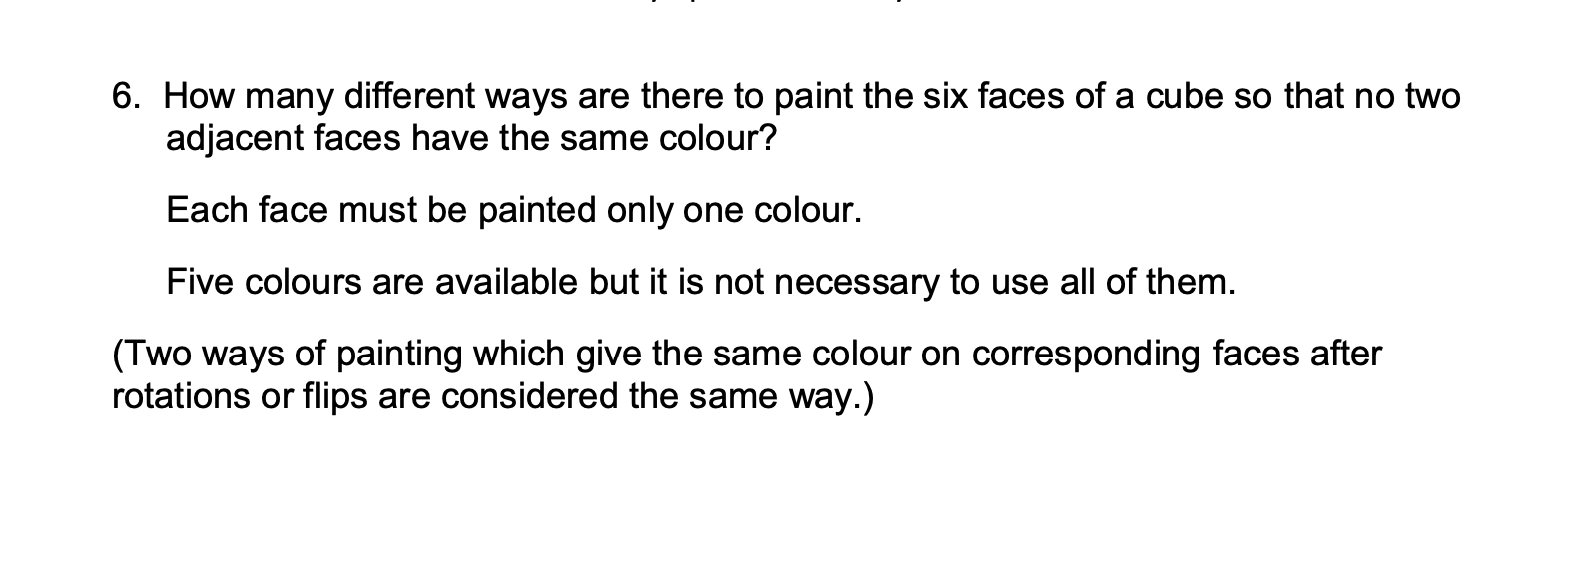 6. How many different ways are there to paint the six faces of a cube so that no two
adjacent faces have the same colour?
Each face must be painted only one colour.
Five colours are available but it is not necessary to use all of them.
(Two ways of painting which give the same colour on corresponding faces after
rotations or flips are considered the same way.)